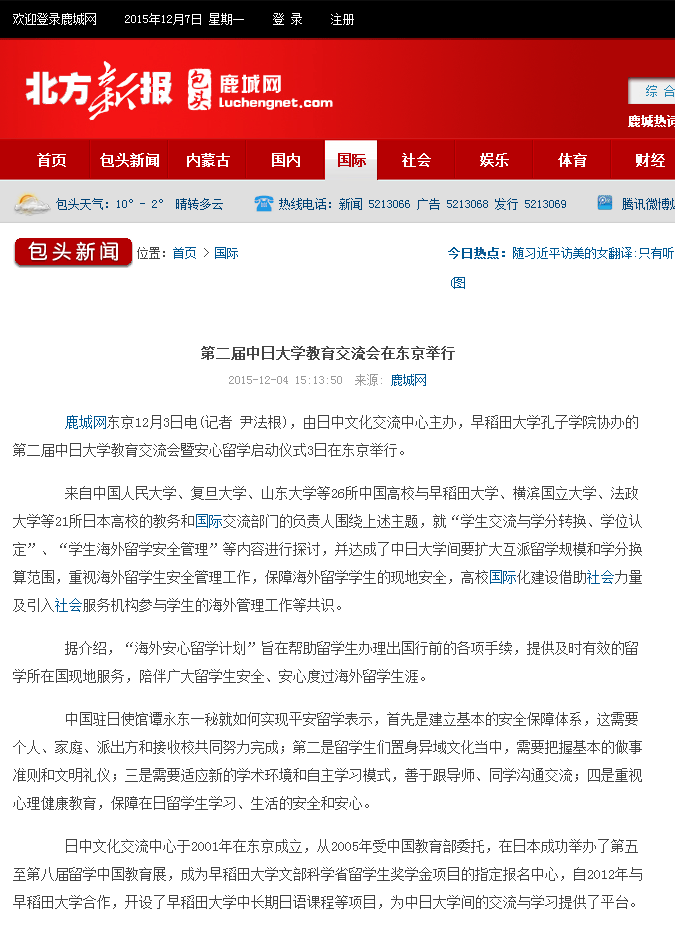 欢迎登录鹿城网 2015年12月7日 星期一 登 录 注册
北方新报 包头 鹿城网
Luchengnet.com
综 合
鹿城热词
首页 包头新闻 内蒙古 国内 国际 社会 娱乐 体育 财经
包头天气：10° - 2° 晴转多云 热线电话：新闻 5213066 广告 5213068 发行 5213069 腾讯微博
包头新闻 位置：首页 > 国际 今日热点：随习近平访美的女翻译:只有听
(图
第二届中日大学教育交流会在东京举行
2015-12-04 15:13:50 来源: 鹿城网
鹿城网东京12月3日电(记者 尹法根)，由日中文化交流中心主办，早稻田大学孔子学院协办的
第二届中日大学教育交流会暨安心留学启动仪式3日在东京举行。
来自中国人民大学、复旦大学、山东大学等26所中国高校与早稻田大学、横滨国立大学、法政
大学等21所日本高校的教务和国际交流部门的负责人围绕上述主题，就“学生交流与学分转换、学位认
定”、“学生海外留学安全管理”等内容进行探讨，并达成了中日大学间要扩大互派留学规模和学分换
算范围，重视海外留学生安全管理工作，保障海外留学学生的现地安全，高校国际化建设借助社会力量
及引入社会服务机构参与学生的海外管理工作等共识。
据介绍，“海外安心留学计划”旨在帮助留学生办理出国行前的各项手续，提供及时有效的留
学所在国现地服务，陪伴广大留学生安全、安心度过海外留学生涯。
中国驻日使馆谭永东一秘就如何实现平安留学表示，首先是建立基本的安全保障体系，这需要
个人、家庭、派出方和接收校共同努力完成；第二是留学生们置身异域文化当中，需要把握基本的做事
准则和文明礼仪；三是需要适应新的学术环境和自主学习模式，善于跟导师、同学沟通交流；四是重视
心理健康教育，保障在日留学生学习、生活的安全和安心。
日中文化交流中心于2001年在东京成立，从2005年受中国教育部委托，在日本成功举办了第五
至第八届留学中国教育展，成为早稻田大学文部科学省留学生奖学金项目的指定报名中心，自2012年与
早稻田大学合作，开设了早稻田大学中长期日语课程等项目，为中日大学间的交流与学习提供了平台。